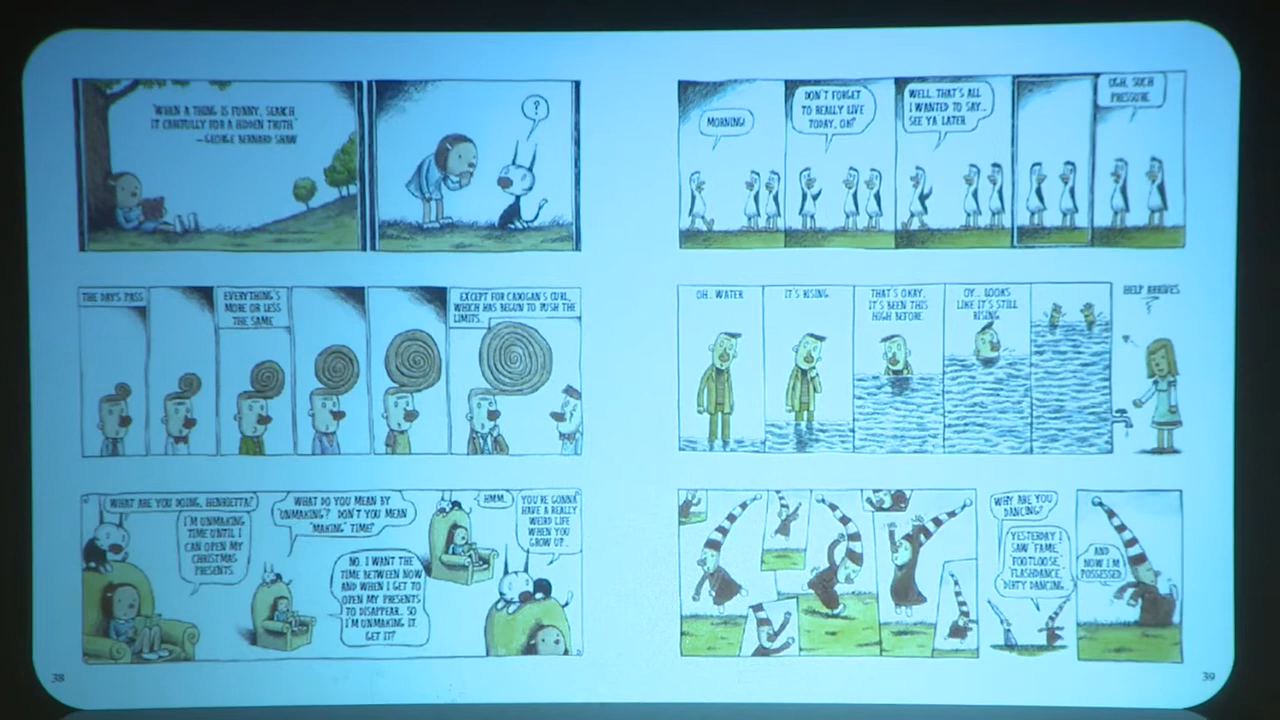 "WHEN A THING IS FUNNY, SEARCH
IT CAREFULLY FOR A HIDDEN TRUTH"
—GEORGE BERNARD SHAW
?
THE DAYS PASS
EVERYTHING'S
MORE OR LESS
THE SAME
EXCEPT FOR CADOGAN'S CURL,
WHICH HAS BEGUN TO PUSH THE
LIMITS..
WHAT ARE YOU DOING, HENRIETTA?
I'M UNMAKING
TIME UNTIL I
CAN OPEN MY
CHRISTMAS
PRESENTS.
WHAT DO YOU MEAN BY
"UNMAKING"? DON'T YOU MEAN
"MAKING" TIME?
NO. I WANT THE
TIME BETWEEN NOW
AND WHEN I GET TO
OPEN MY PRESENTS
TO DISAPPEAR.. SO
I'M UNMAKING IT.
GET IT?
HMM..
YOU'RE GONNA
HAVE A REALLY
WEIRD LIFE
WHEN YOU
GROW UP..
38
MORNING!
DON'T FORGET
TO REALLY LIVE
TODAY, OK?
WELL.. THAT'S ALL
I WANTED TO SAY..
SEE YA LATER
UGH, SUCH
PRESSURE
OH.. WATER
IT'S RISING.
THAT'S OKAY.
IT'S BEEN THIS
HIGH BEFORE.
OY.. LOOKS
LIKE IT'S STILL
RISING.
HELP ARRIVES
WHY ARE YOU
DANCING?
YESTERDAY I
SAW "FAME,"
"FOOTLOOSE,"
"FLASHDANCE,"
"DIRTY DANCING..
AND
NOW I'M
POSSESSED
39